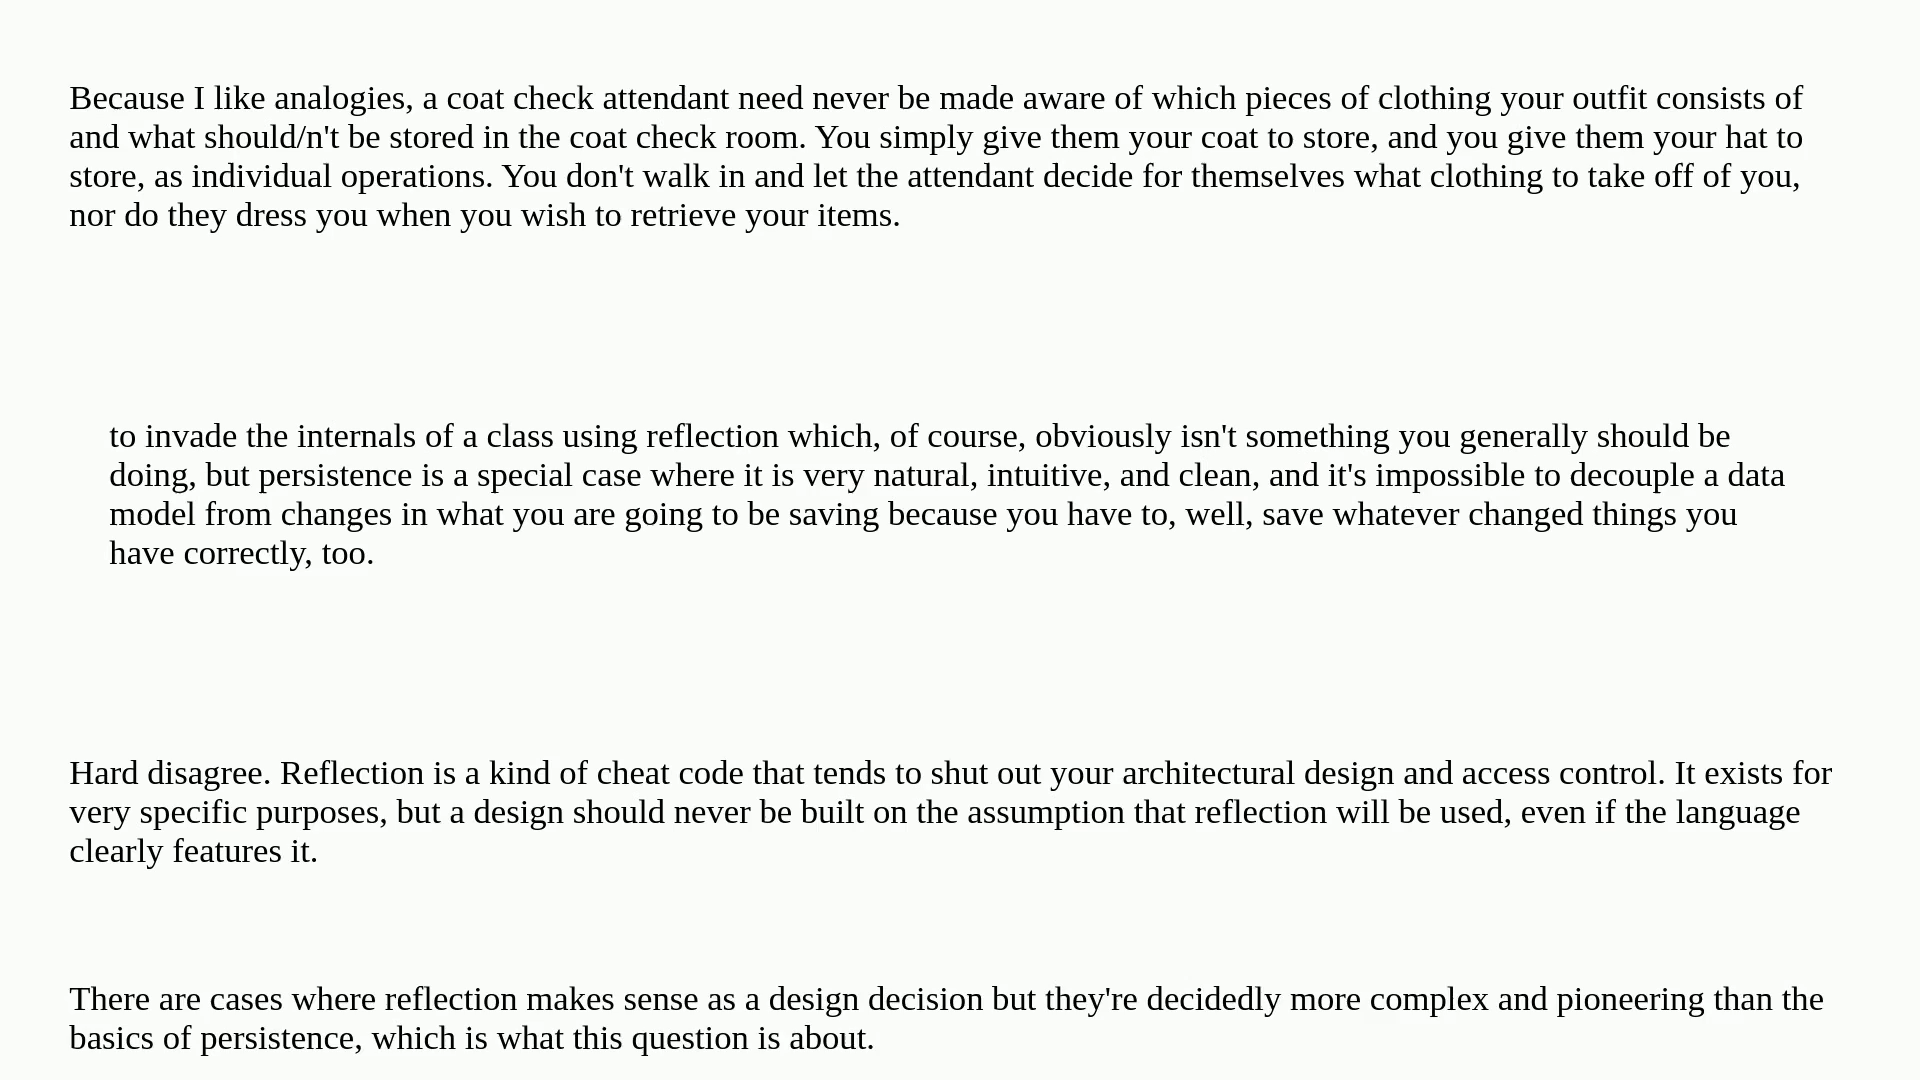 Because I like analogies, a coat check attendant need never be made aware of which pieces of clothing your outfit consists of
and what should/n't be stored in the coat check room. You simply give them your coat to store, and you give them your hat to
store, as individual operations. You don't walk in and let the attendant decide for themselves what clothing to take off of you,
nor do they dress you when you wish to retrieve your items.
to invade the internals of a class using reflection which, of course, obviously isn't something you generally should be
doing, but persistence is a special case where it is very natural, intuitive, and clean, and it's impossible to decouple a data
model from changes in what you are going to be saving because you have to, well, save whatever changed things you
have correctly, too.
Hard disagree. Reflection is a kind of cheat code that tends to shut out your architectural design and access control. It exists for
very specific purposes, but a design should never be built on the assumption that reflection will be used, even if the language
clearly features it.
There are cases where reflection makes sense as a design decision but they're decidedly more complex and pioneering than the
basics of persistence, which is what this question is about.